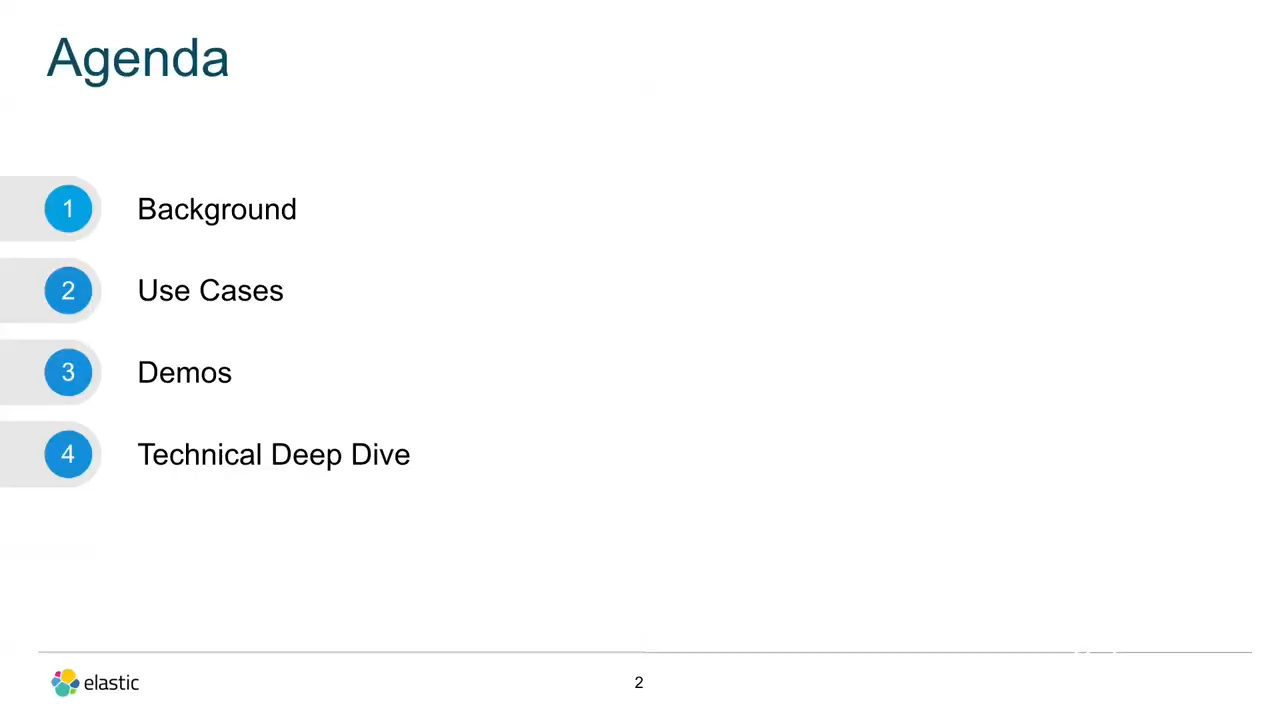 Agenda
1 Background
2 Use Cases
3 Demos
4 Technical Deep Dive
elastic
2